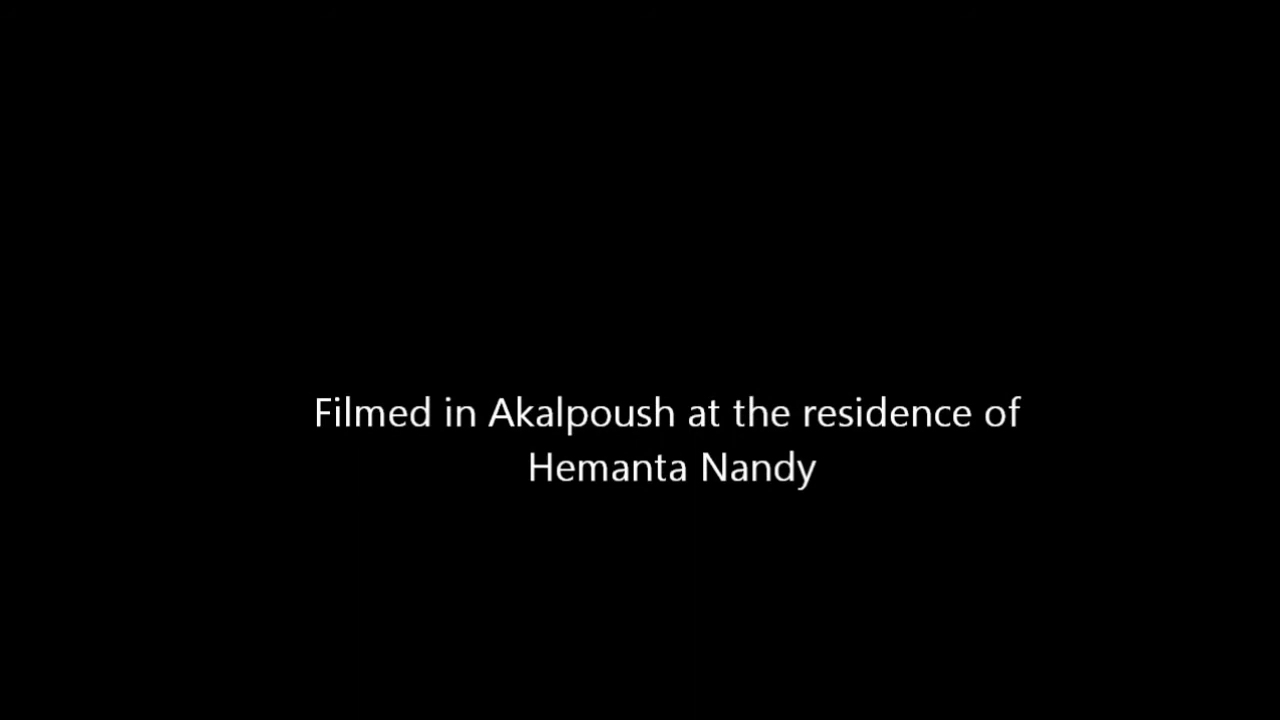 Filmed in Akalpoush at the residence of
Hemanta Nandy